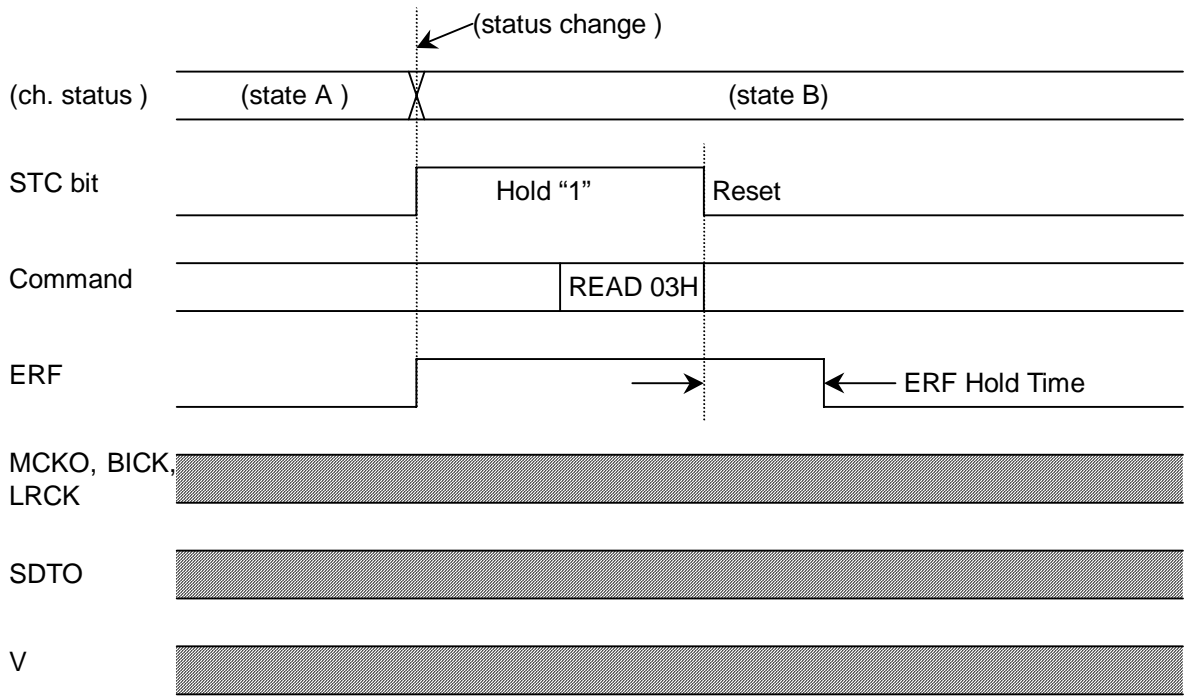 (status change )
(ch. status )
(state A )
(state B)
STC bit
Hold “1”
Reset
Command
READ 03H
ERF
ERF Hold Time
MCKO, BICK,
LRCK
SDTO
V